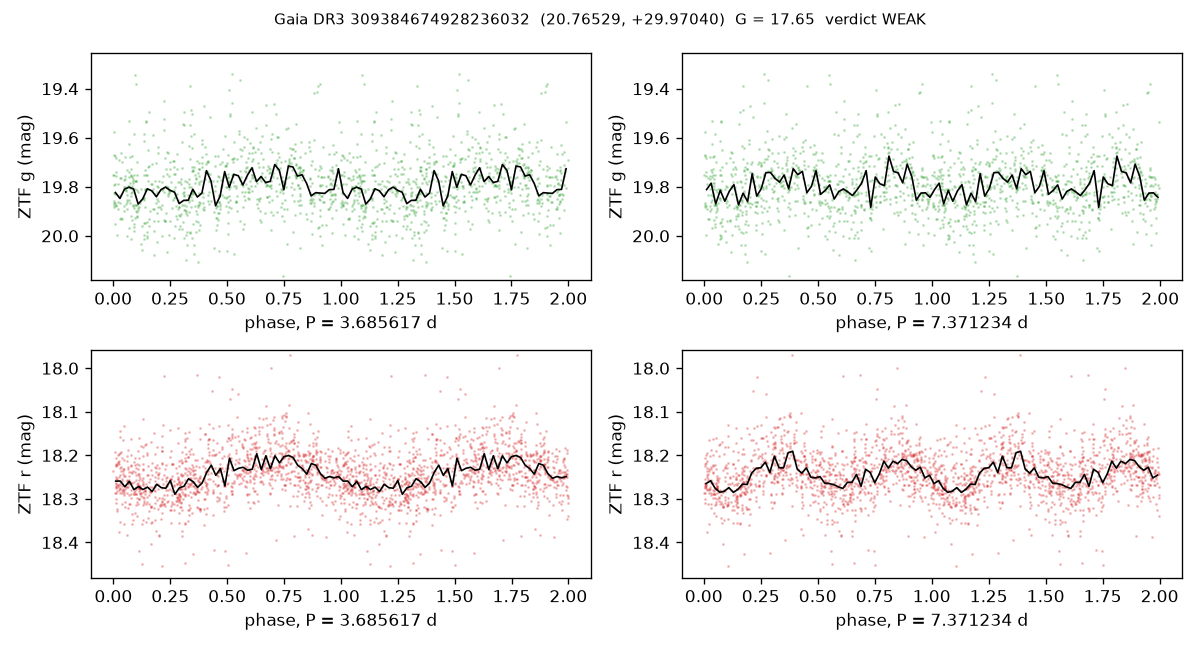 Gaia DR3 309384674928236032 (20.76529, +29.97040) G = 17.65 verdict WEAK
ZTF g (mag)
19.4
19.6
19.8
20.0
0.00 0.25 0.50 0.75 1.00 1.25 1.50 1.75 2.00
phase, P = 3.685617 d
ZTF g (mag)
19.4
19.6
19.8
20.0
0.00 0.25 0.50 0.75 1.00 1.25 1.50 1.75 2.00
phase, P = 7.371234 d
ZTF r (mag)
18.0
18.1
18.2
18.3
18.4
0.00 0.25 0.50 0.75 1.00 1.25 1.50 1.75 2.00
phase, P = 3.685617 d
ZTF r (mag)
18.0
18.1
18.2
18.3
18.4
0.00 0.25 0.50 0.75 1.00 1.25 1.50 1.75 2.00
phase, P = 7.371234 d